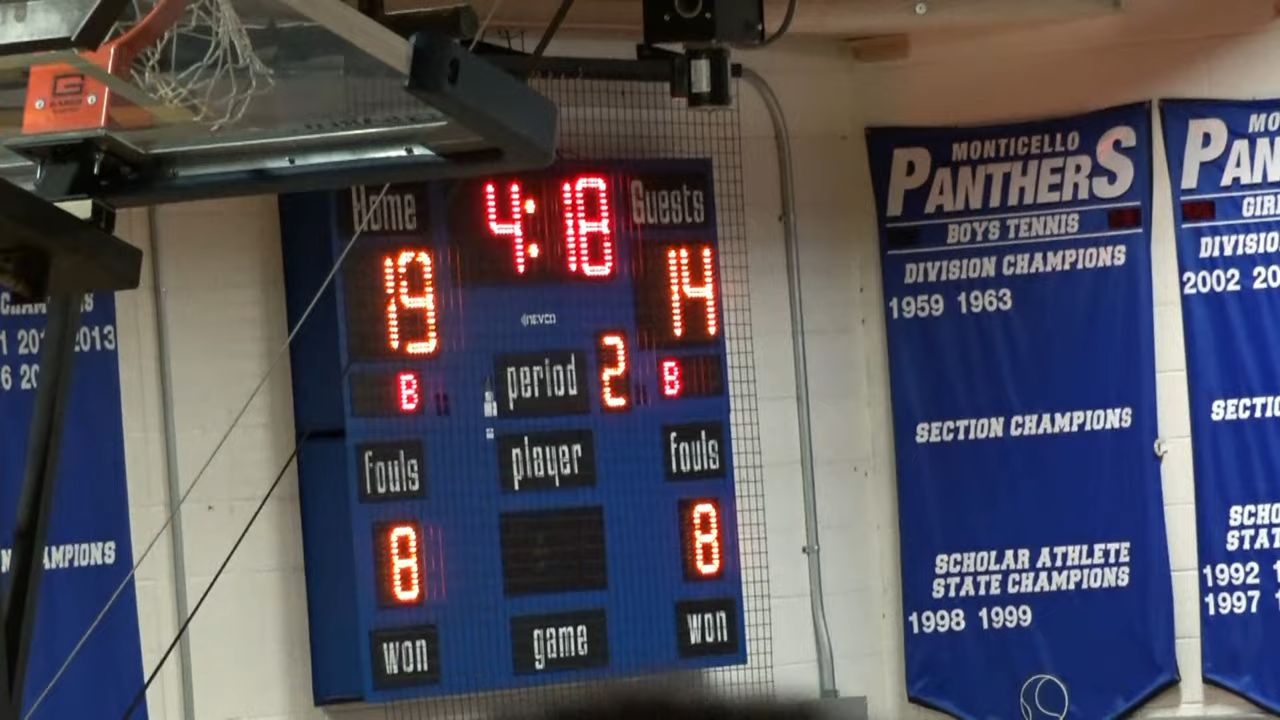 Home
4:18
Guests
19
14
NEVCO
B
period
2
B
fouls
player
fouls
8
8
won
game
won
2013
CHAMPIONS
MONTICELLO
PANTHERS
BOYS TENNIS
DIVISION CHAMPIONS
1959 1963
SECTION CHAMPIONS
SCHOLAR ATHLETE
STATE CHAMPIONS
1998 1999
2002
1992
1997